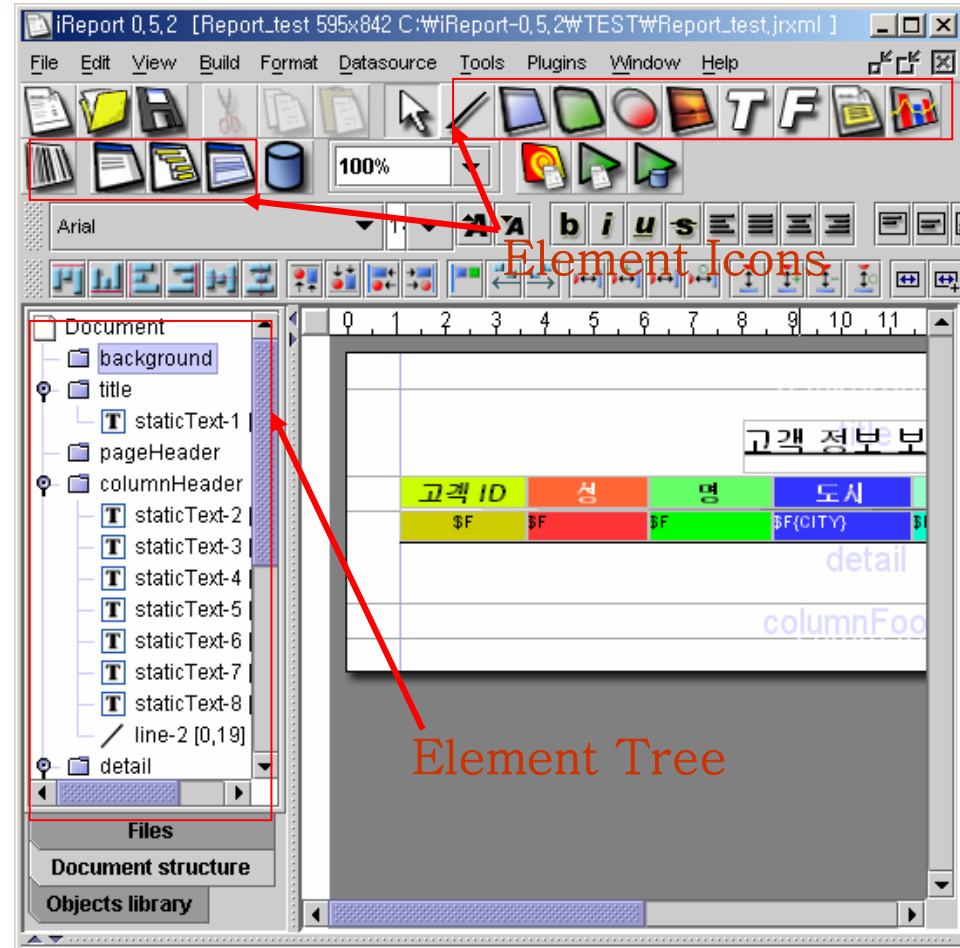 iReport 0,5,2 [Report_test 595x842 C:₩iReport-0,5,2₩TEST₩Report_test,jrxml ]
File Edit View Build Format Datasource Tools Plugins Window Help
T F
100%
Arial
b i u s
Element Icons
Document
background
title
staticText-1 [
pageHeader
columnHeader
staticText-2 [
staticText-3 [
staticText-4 [
staticText-5 [
staticText-6 [
staticText-7 [
staticText-8 [
line-2 [0,19]
detail
Files
Document structure
Objects library
0 1 2 3 4 5 6 7 8 9 10 11
title
고객 정보 보
고객 ID 성 명 도시
$F $F $F $F{CITY}
detail
columnFoo
Element Tree